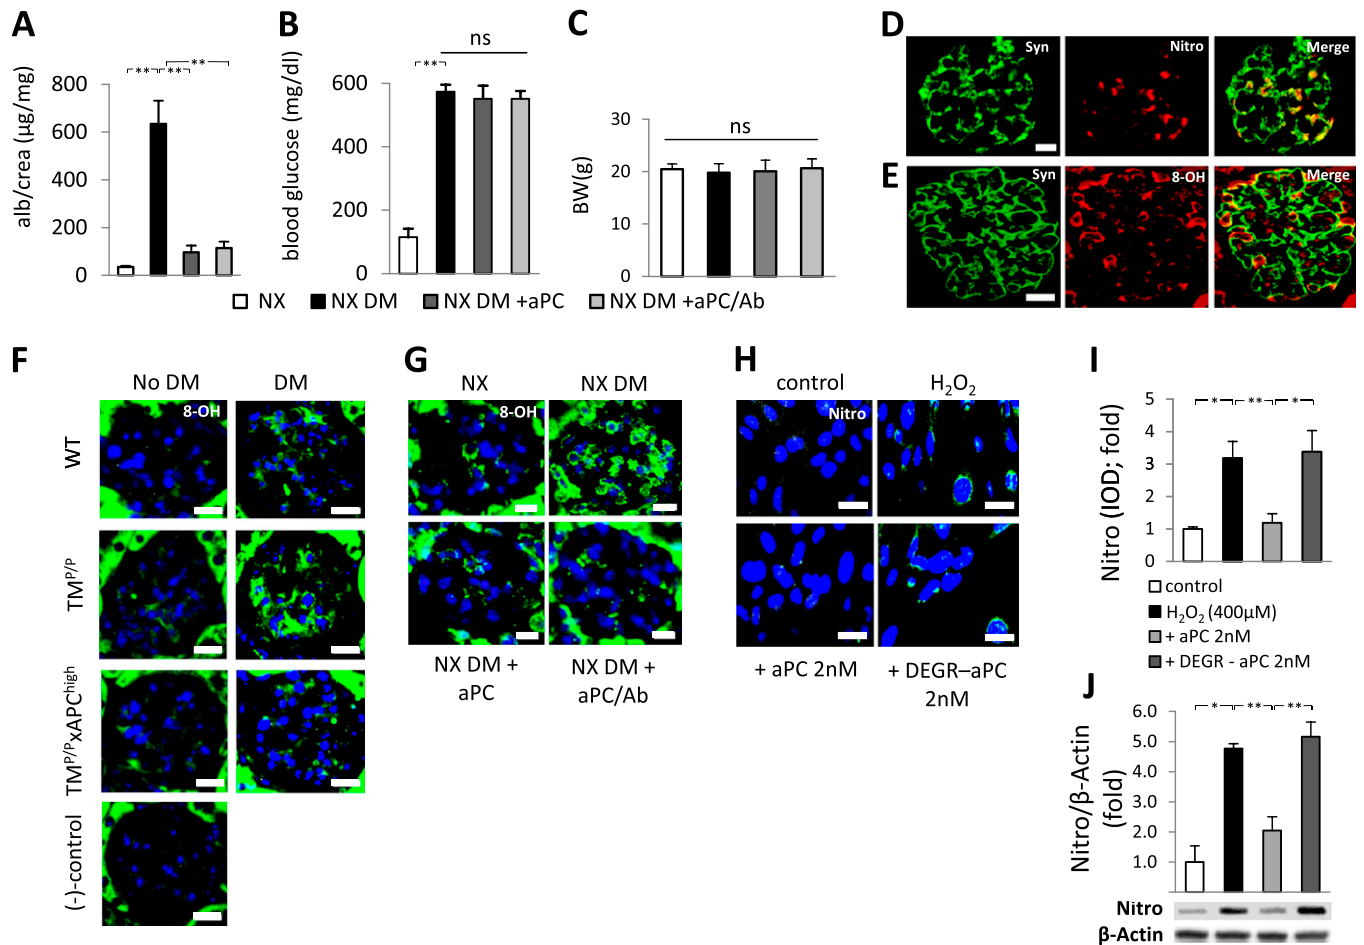 A
alb/crea (µg/mg)
800
600
400
200
0
** ** **
B
blood glucose (mg/dl)
600
400
200
0
**
ns
C
BW(g)
30
20
10
0
ns
NX
NX DM
NX DM +aPC
NX DM +aPC/Ab
D
Syn
Nitro
Merge
E
Syn
8-OH
Merge
F
No DM
DM
8-OH
WT
TMP/P
TMP/PxAPChigh
(-)-control
G
NX
NX DM
8-OH
NX DM +
aPC
NX DM +
aPC/Ab
H
control
H₂O₂
Nitro
+ aPC 2nM
+ DEGR–aPC
2nM
I
Nitro (IOD; fold)
5
4
3
2
1
0
* ** *
control
H₂O₂ (400µM)
+ aPC 2nM
+ DEGR - aPC 2nM
J
Nitro/β-Actin
(fold)
6.0
5.0
4.0
3.0
2.0
1.0
* ** **
Nitro
β-Actin